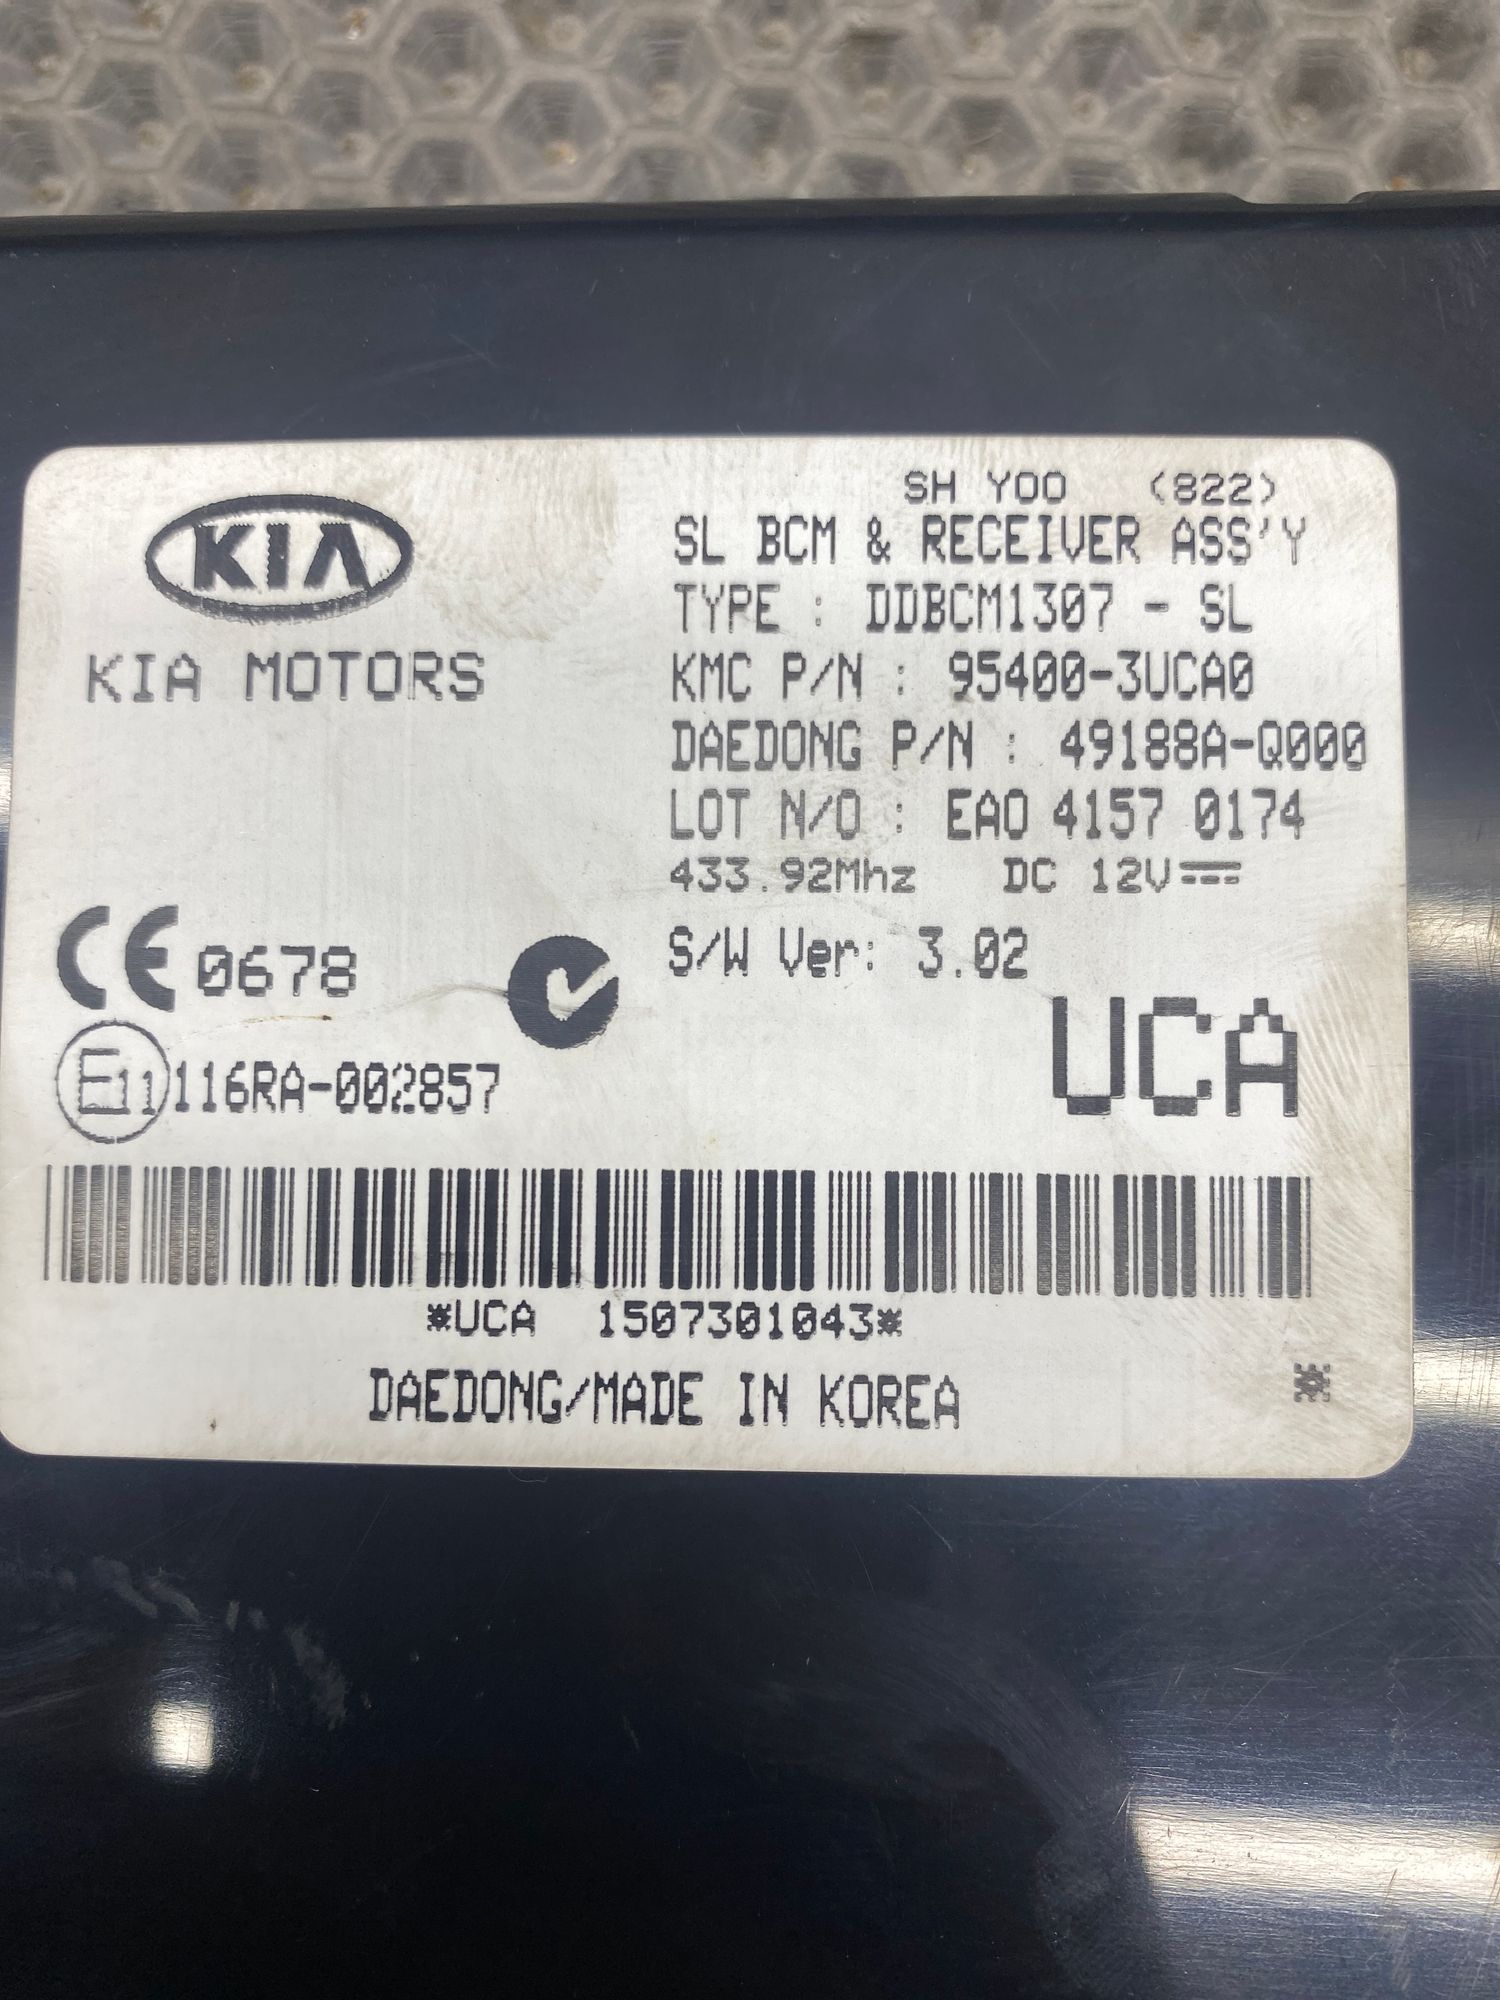 KIA
KIA MOTORS
SH YOO (822)
SL BCM & RECEIVER ASS'Y
TYPE : DDBCM1307 - SL
KMC P/N : 95400-3UCA0
DAEDONG P/N : 49188A-Q000
LOT N/O : EAO 4157 0174
433.92Mhz DC 12V
S/W Ver: 3.02
CE 0678
E11 116RA-002857
UCA
*UCA 1507301043*
DAEDONG/MADE IN KOREA